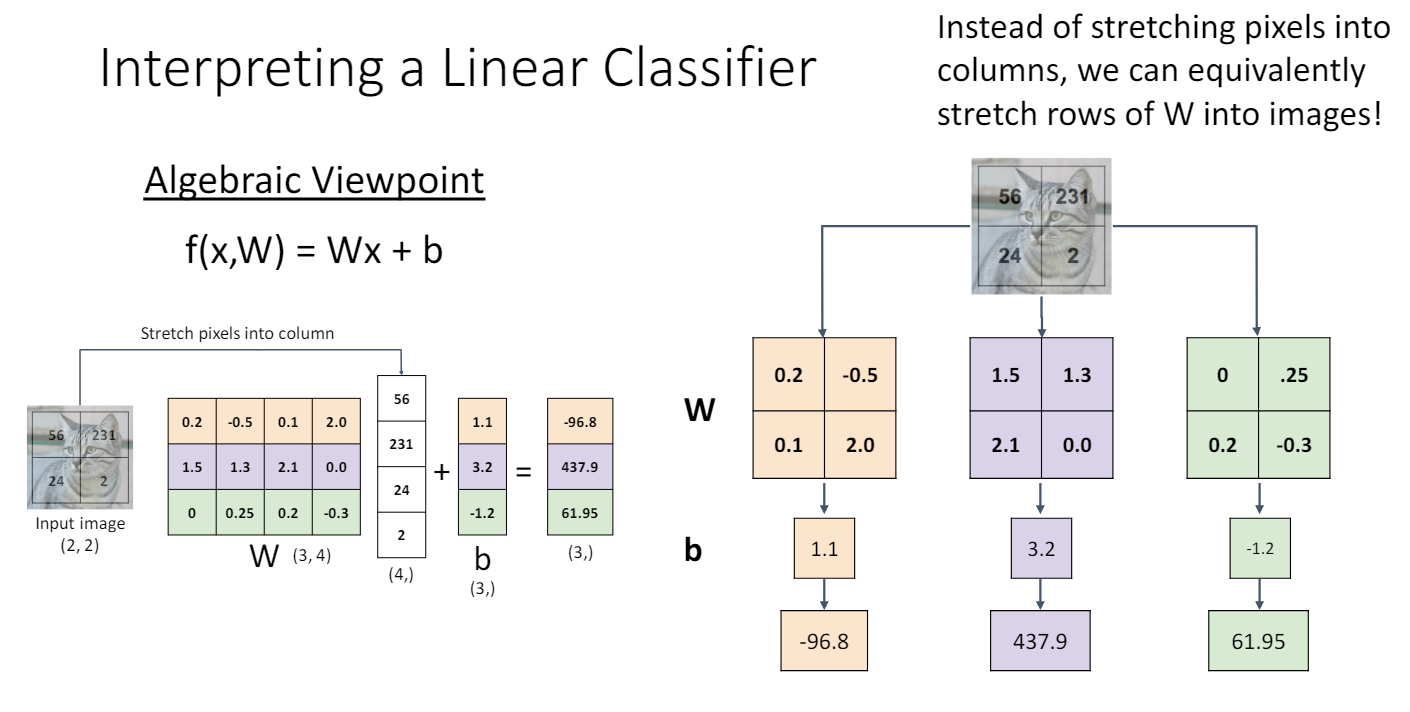 Interpreting a Linear Classifier
Instead of stretching pixels into
columns, we can equivalently
stretch rows of W into images!
Algebraic Viewpoint
f(x,W) = Wx + b
Stretch pixels into column
56 231
24 2
Input image
(2, 2)
0.2 -0.5 0.1 2.0
1.5 1.3 2.1 0.0
0 0.25 0.2 -0.3
W (3, 4)
56
231
24
2
(4,)
+
1.1
3.2
-1.2
b
(3,)
=
-96.8
437.9
61.95
(3,)
56 231
24 2
W
0.2 -0.5
0.1 2.0
1.5 1.3
2.1 0.0
0 .25
0.2 -0.3
b
1.1
3.2
-1.2
-96.8
437.9
61.95